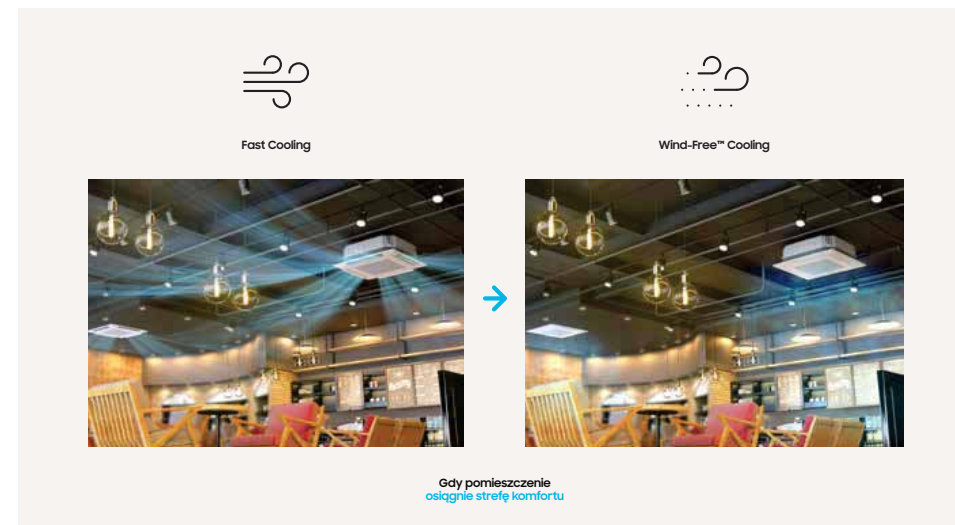 Fast Cooling
Wind-Free™ Cooling
Gdy pomieszczenie
osiągnie strefę komfortu